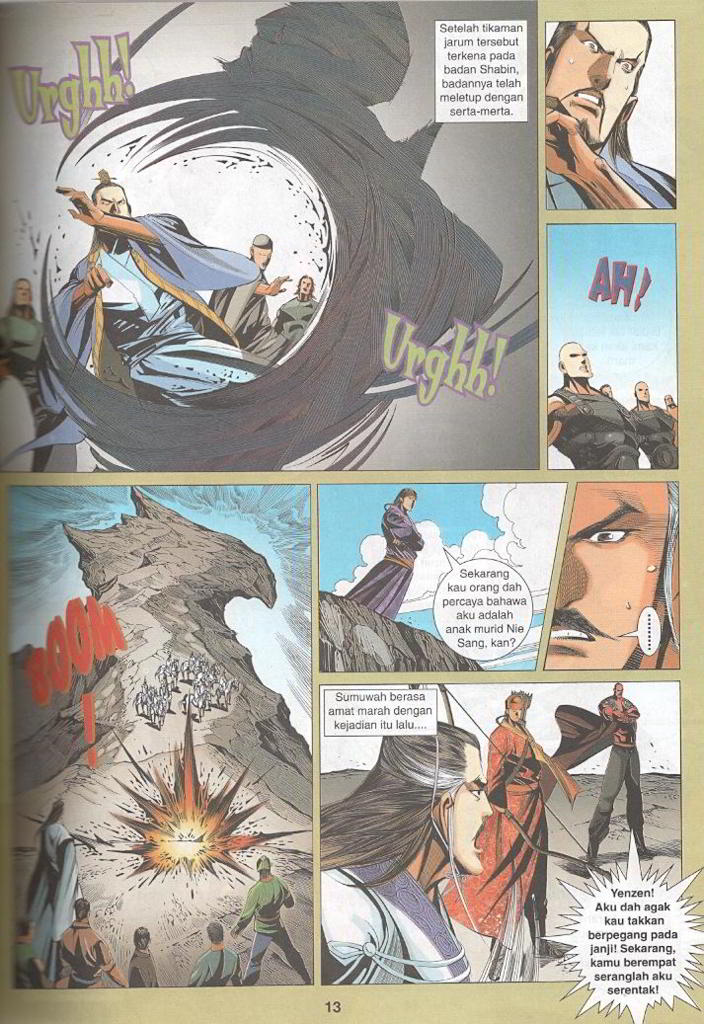 Urghh!
Setelah tikaman
jarum tersebut
terkena pada
badan Shabin,
badannya telah
meletup dengan
serta-merta.
Urghh!
AH!
BOOM
!
Sekarang
kau orang dah
percaya bahawa
aku adalah
anak murid Nie
Sang, kan?
.......
Sumuwah berasa
amat marah dengan
kejadian itu lalu....
Yenzen!
Aku dah agak
kau takkan
berpegang pada
janji! Sekarang,
kamu berempat
seranglah aku
serentak!
13